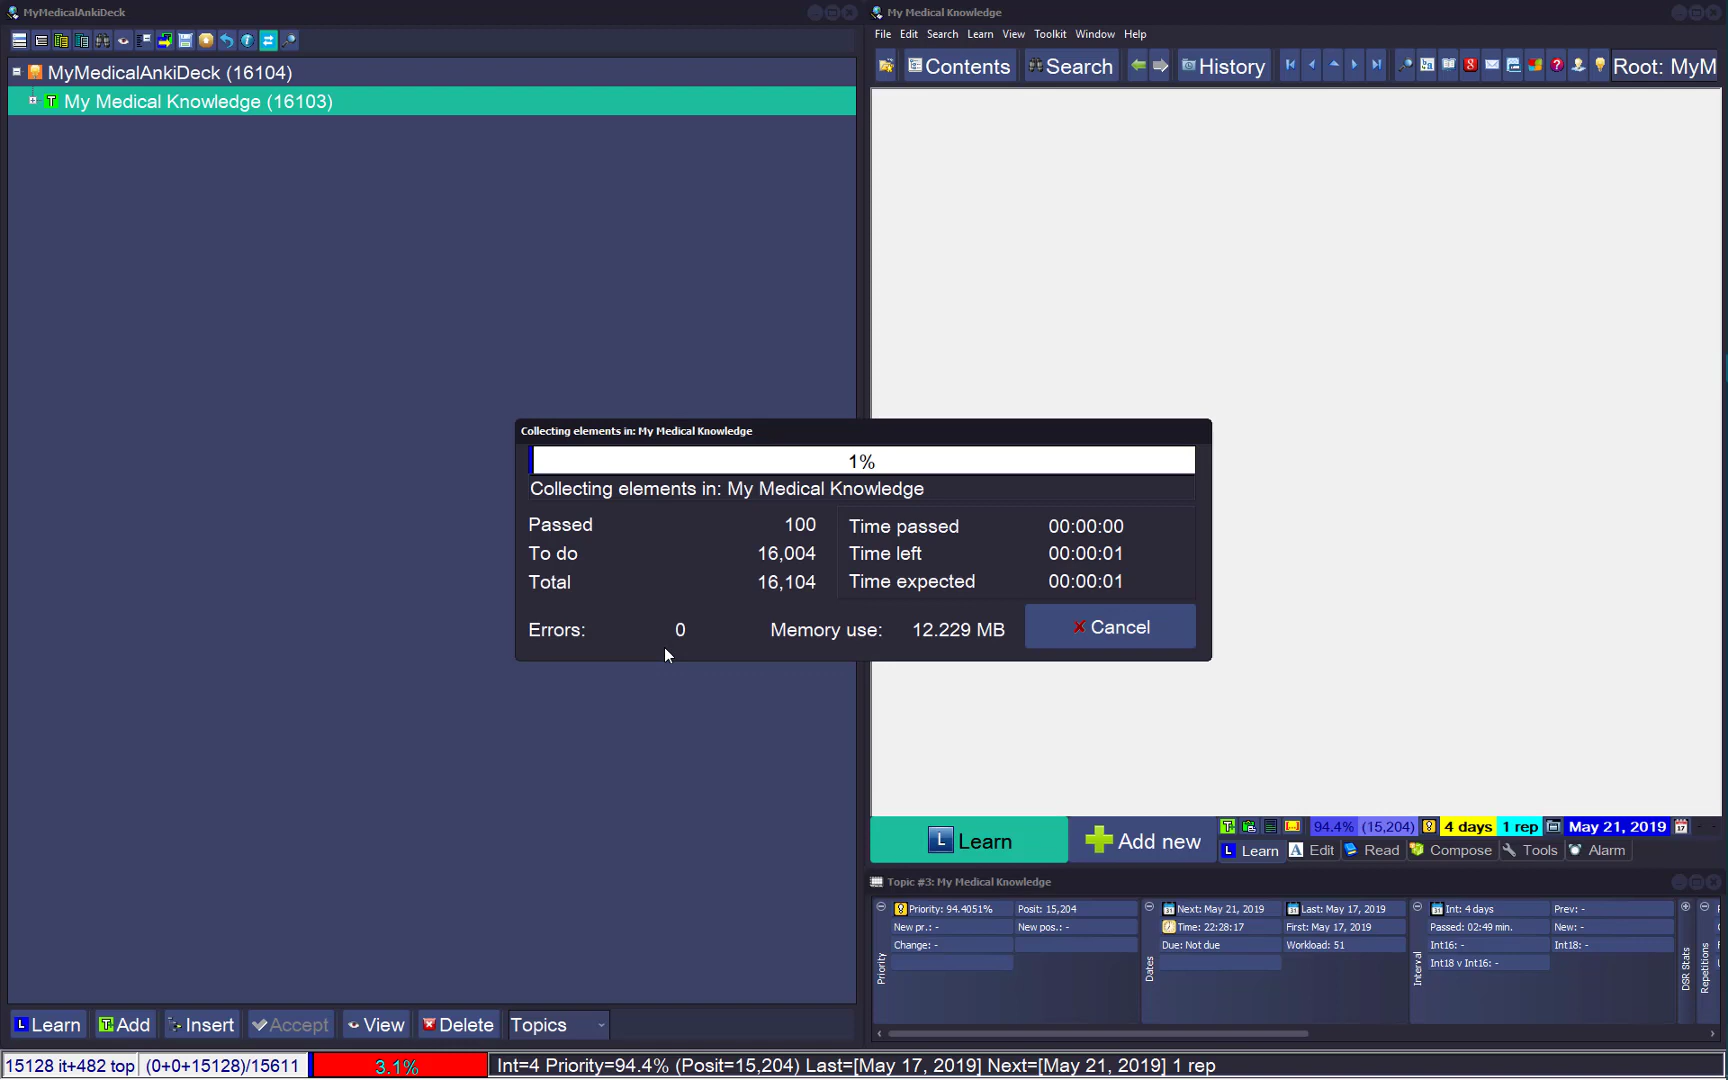 MyMedicalAnkiDeck
MyMedicalAnkiDeck (16104)
T My Medical Knowledge (16103)
My Medical Knowledge
File Edit Search Learn View Toolkit Window Help
Contents Search History Root: MyM
Collecting elements in: My Medical Knowledge
1%
Collecting elements in: My Medical Knowledge
Passed 100 Time passed 00:00:00
To do 16,004 Time left 00:00:01
Total 16,104 Time expected 00:00:01
Errors: 0 Memory use: 12.229 MB Cancel
L Learn Add new
94.4% (15,204) 4 days 1 rep May 21, 2019
L Learn A Edit Read Compose Tools Alarm
Topic #3: My Medical Knowledge
Priority
Priority: 94.4051% Posit: 15,204
New pr.: - New pos.: -
Change: -
Dates
Next: May 21, 2019 Last: May 17, 2019
Time: 22:28:17 First: May 17, 2019
Due: Not due Workload: 51
Interval
Int: 4 days Prev: -
Passed: 02:49 min. New: -
Int16: - Int18: -
Int18 v Int16: -
DSR Stats
Repetitions
L Learn T Add Insert Accept View Delete Topics
15128 it+482 top (0+0+15128)/15611 3.1% Int=4 Priority=94.4% (Posit=15,204) Last=[May 17, 2019] Next=[May 21, 2019] 1 rep